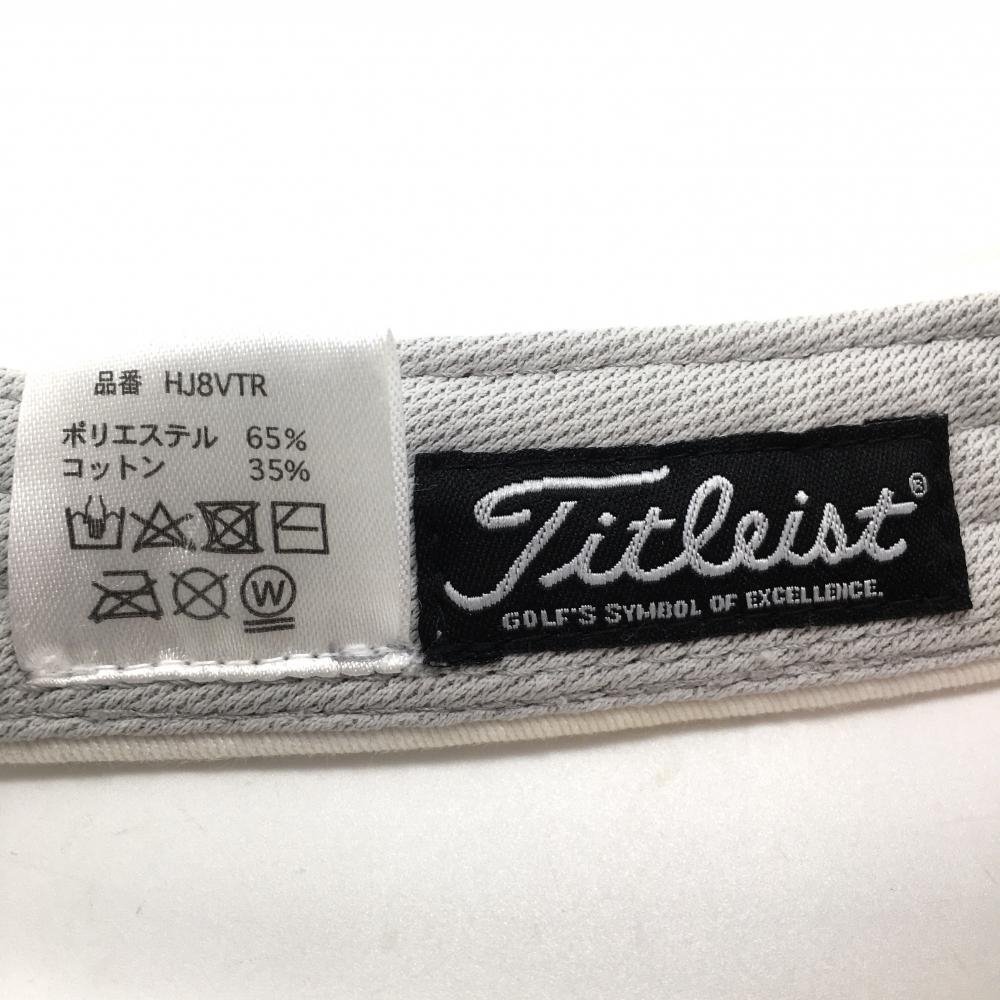 品番 HJ8VTR
ポリエステル 65%
コットン 35%
W
Titleist®
GOLF'S SYMBOL OF EXCELLENCE.